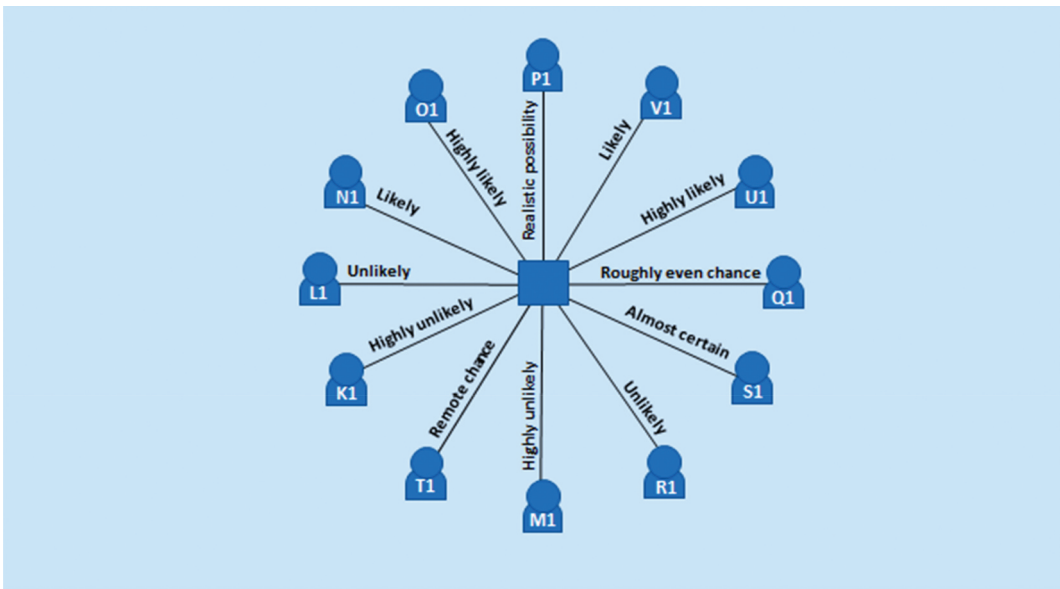 P1
O1
V1
Realistic possibility
Highly likely
Likely
N1
Likely
Highly likely
U1
L1
Unlikely
Roughly even chance
Q1
Highly unlikely
Almost certain
K1
S1
Remote chance
Highly unlikely
Unlikely
T1
M1
R1